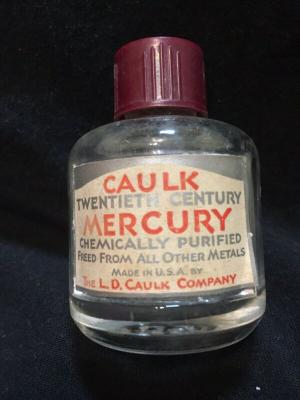 CAULK
TWENTIETH CENTURY
MERCURY
CHEMICALLY PURIFIED
FREED FROM ALL OTHER METALS
MADE IN U.S.A. BY
THE L. D. CAULK COMPANY